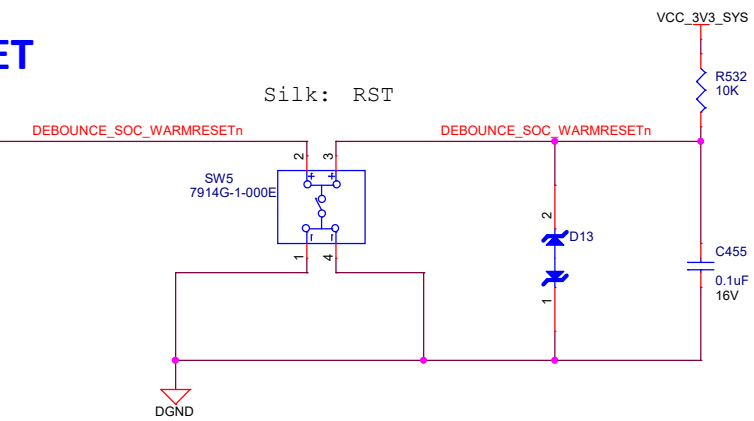 VCC_3V3_SYS
ET
R532
10K
Silk: RST
DEBOUNCE_SOC_WARMRESETn
DEBOUNCE_SOC_WARMRESETn
2
3
SW5
7914G-1-000E
+
+
2
D13
1
4
C455
0.1uF
16V
1
DGND